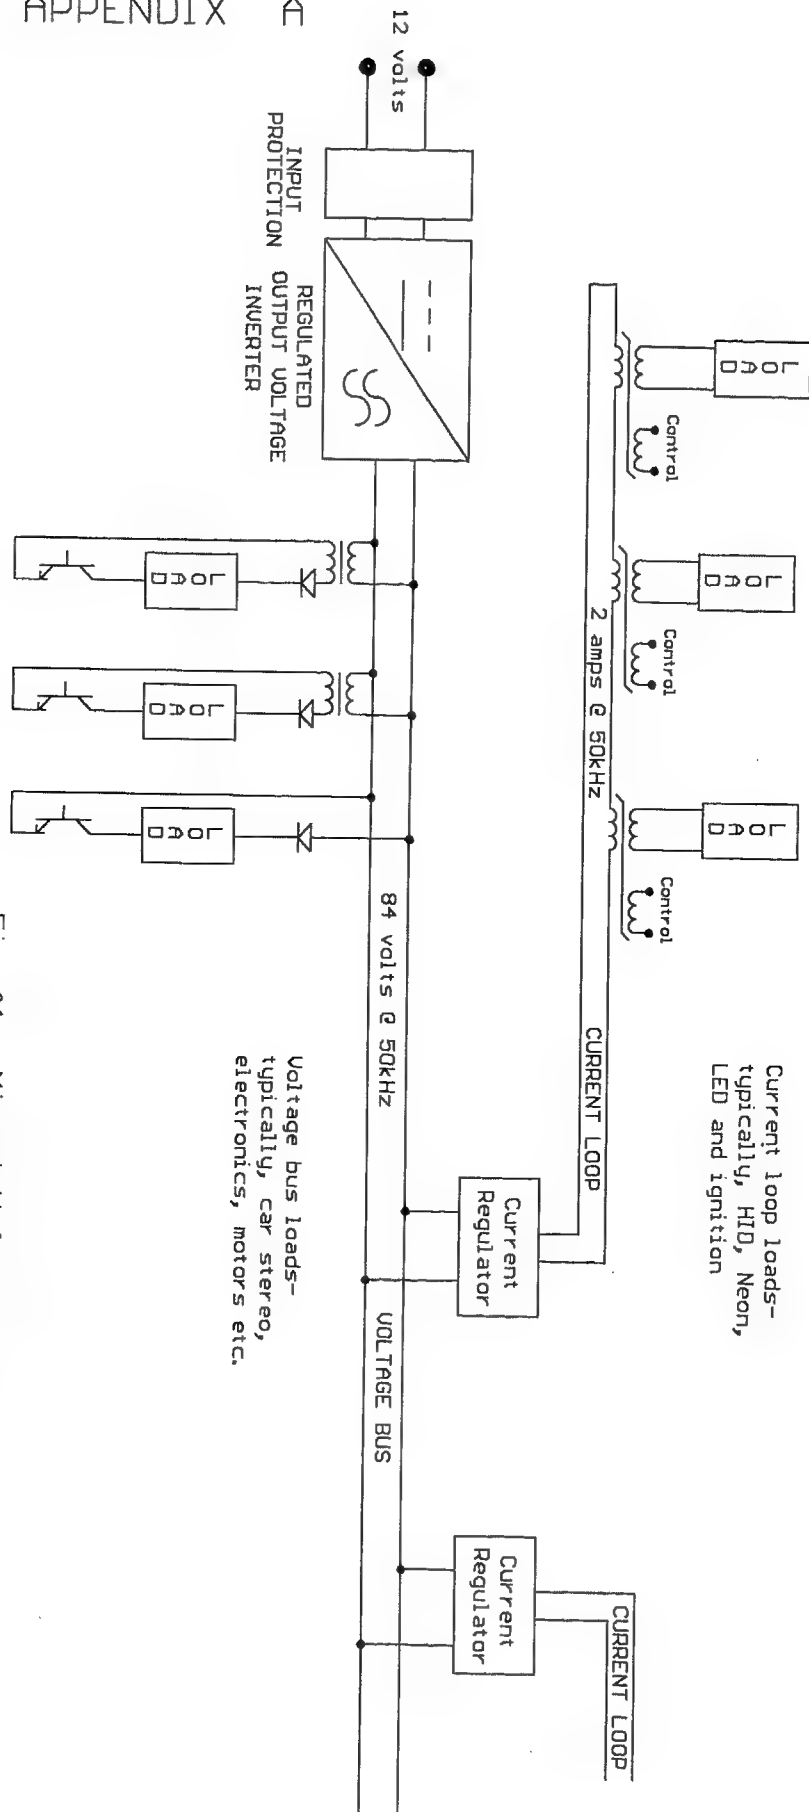 APPENDIX A
12 volts
INPUT
PROTECTION
REGULATED
OUTPUT VOLTAGE
INVERTER
LOAD
Control
LOAD
Control
LOAD
Control
2 amps @ 50kHz
CURRENT LOOP
Current loop loads-
typically, HID, Neon,
LED and ignition
LOAD
LOAD
LOAD
84 volts @ 50kHz
Voltage bus loads-
typically, car stereo,
electronics, motors etc.
Current
Regulator
VOLTAGE BUS
Current
Regulator
CURRENT LOOP